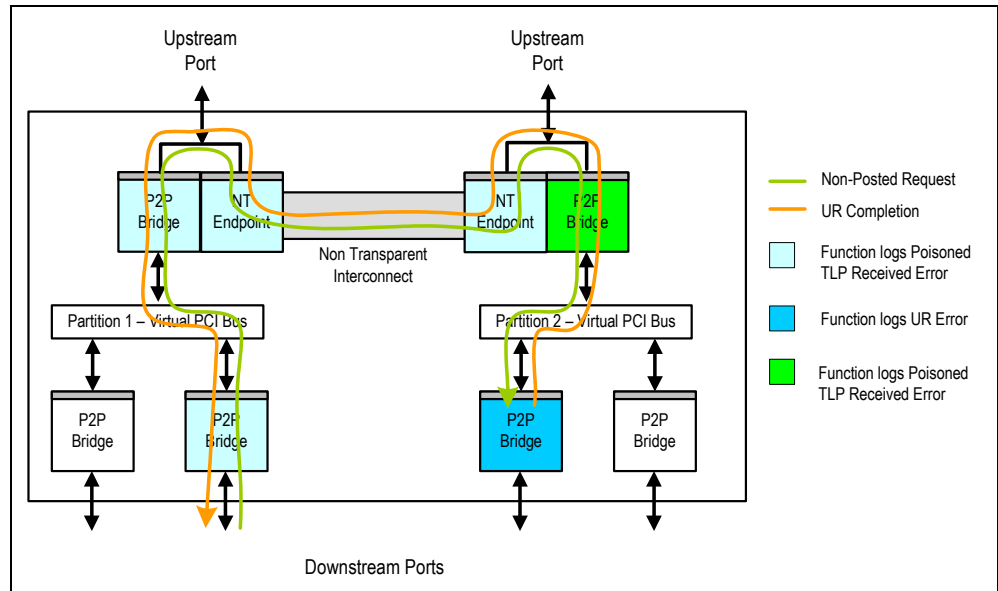 Upstream
Port
Upstream
Port
P2P
Bridge
NT
Endpoint
NT
Endpoint
P2P
Bridge
Non Transparent
Interconnect
Partition 1 – Virtual PCI Bus
Partition 2 – Virtual PCI Bus
P2P
Bridge
P2P
Bridge
P2P
Bridge
P2P
Bridge
Downstream Ports
Non-Posted Request
UR Completion
Function logs Poisoned
TLP Received Error
Function logs UR Error
Function logs Poisoned
TLP Received Error